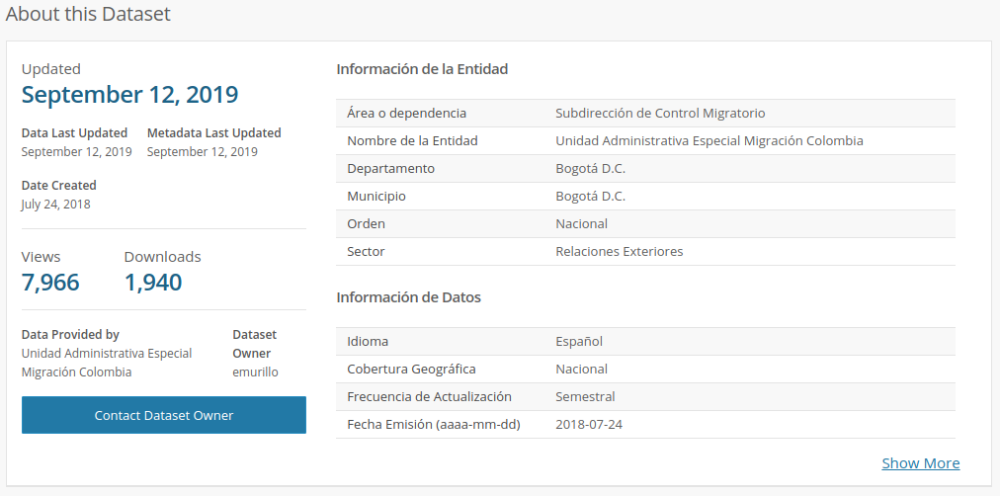 About this Dataset
Updated
September 12, 2019
Data Last Updated Metadata Last Updated
September 12, 2019 September 12, 2019
Date Created
July 24, 2018
Views Downloads
7,966 1,940
Data Provided by Dataset
Unidad Administrativa Especial Owner
Migración Colombia emurillo
Contact Dataset Owner
Información de la Entidad
Área o dependencia Subdirección de Control Migratorio
Nombre de la Entidad Unidad Administrativa Especial Migración Colombia
Departamento Bogotá D.C.
Municipio Bogotá D.C.
Orden Nacional
Sector Relaciones Exteriores
Información de Datos
Idioma Español
Cobertura Geográfica Nacional
Frecuencia de Actualización Semestral
Fecha Emisión (aaaa-mm-dd) 2018-07-24
Show More